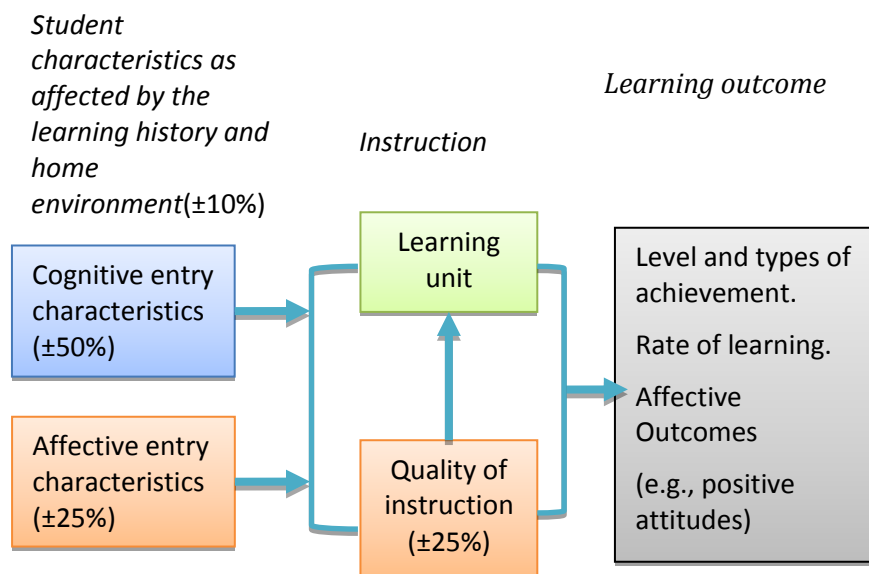 Student
characteristics as
affected by the
learning history and
home
environment(±10%)
Instruction
Learning outcome
Cognitive entry
characteristics
(±50%)
Affective entry
characteristics
(±25%)
Learning
unit
Quality of
instruction
(±25%)
Level and types of
achievement.
Rate of learning.
Affective
Outcomes
(e.g., positive
attitudes)